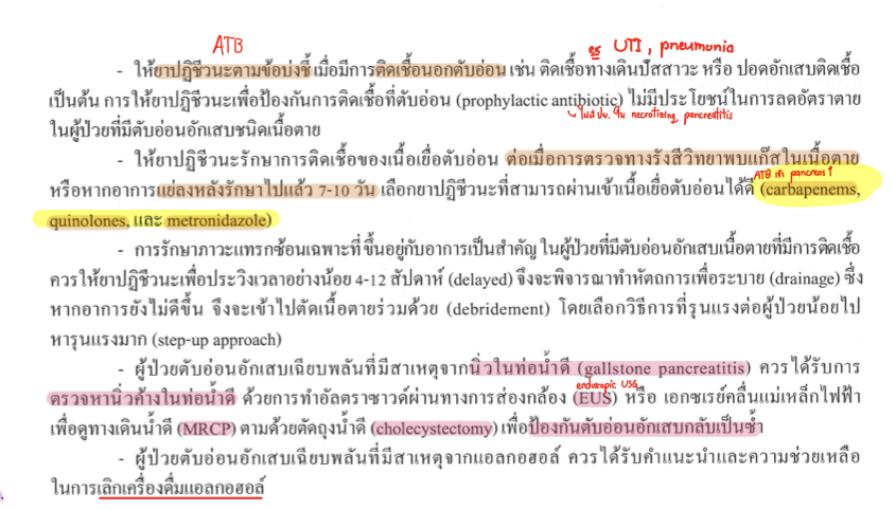 ATB
es UTI, pneumonia
- ให้ยาปฏิชีวนะตามข้อบ่งชี้ เมื่อมีการติดเชื้อนอกตับอ่อน เช่น ติดเชื้อทางเดินปัสสาวะ หรือ ปอดอักเสบติดเชื้อ
เป็นต้น การให้ยาปฏิชีวนะเพื่อป้องกันการติดเชื้อที่ตับอ่อน (prophylactic antibiotic) ไม่มีประโยชน์ในการลดอัตราตาย
ในผู้ป่วยที่มีตับอ่อนอักเสบชนิดเนื้อตาย
necrotizing pancreatitis
- ให้ยาปฏิชีวนะรักษาการติดเชื้อของเนื้อเยื่อตับอ่อน ต่อเมื่อการตรวจทางรังสีวิทยาพบแก๊สในเนื้อตาย
ATB เข้า pancreas ↑
หรือหากอาการแย่ลงหลังรักษาไปแล้ว 7-10 วัน เลือกยาปฏิชีวนะที่สามารถผ่านเข้าเนื้อเยื่อตับอ่อนได้ดี (carbapenems,
quinolones, และ metronidazole)
- การรักษาภาวะแทรกซ้อนเฉพาะที่ขึ้นอยู่กับอาการเป็นสำคัญ ในผู้ป่วยที่มีตับอ่อนอักเสบเนื้อตายที่มีการติดเชื้อ
ควรให้ยาปฏิชีวนะเพื่อประวิงเวลาอย่างน้อย 4-12 สัปดาห์ (delayed) จึงจะพิจารณาทำหัตถการเพื่อระบาย (drainage) ซึ่ง
หากอาการยังไม่ดีขึ้น จึงจะเข้าไปตัดเนื้อตายร่วมด้วย (debridement) โดยเลือกวิธีการที่รุนแรงต่อผู้ป่วยน้อยไป
หารุนแรงมาก (step-up approach)
- ผู้ป่วยตับอ่อนอักเสบเฉียบพลันที่มีสาเหตุจากนิ่วในท่อน้ำดี (gallstone pancreatitis) ควรได้รับการ
endoscopic USG
ตรวจหานิ่วค้างในท่อน้ำดี ด้วยการทำอัลตราซาวด์ผ่านทางการส่องกล้อง (EUS) หรือ เอกซเรย์คลื่นแม่เหล็กไฟฟ้า
เพื่อดูทางเดินน้ำดี (MRCP) ตามด้วยตัดถุงน้ำดี (cholecystectomy) เพื่อป้องกันตับอ่อนอักเสบกลับเป็นซ้ำ
- ผู้ป่วยตับอ่อนอักเสบเฉียบพลันที่มีสาเหตุจากแอลกอฮอล์ ควรได้รับคำแนะนำและความช่วยเหลือ
ในการเลิกเครื่องดื่มแอลกอฮอล์